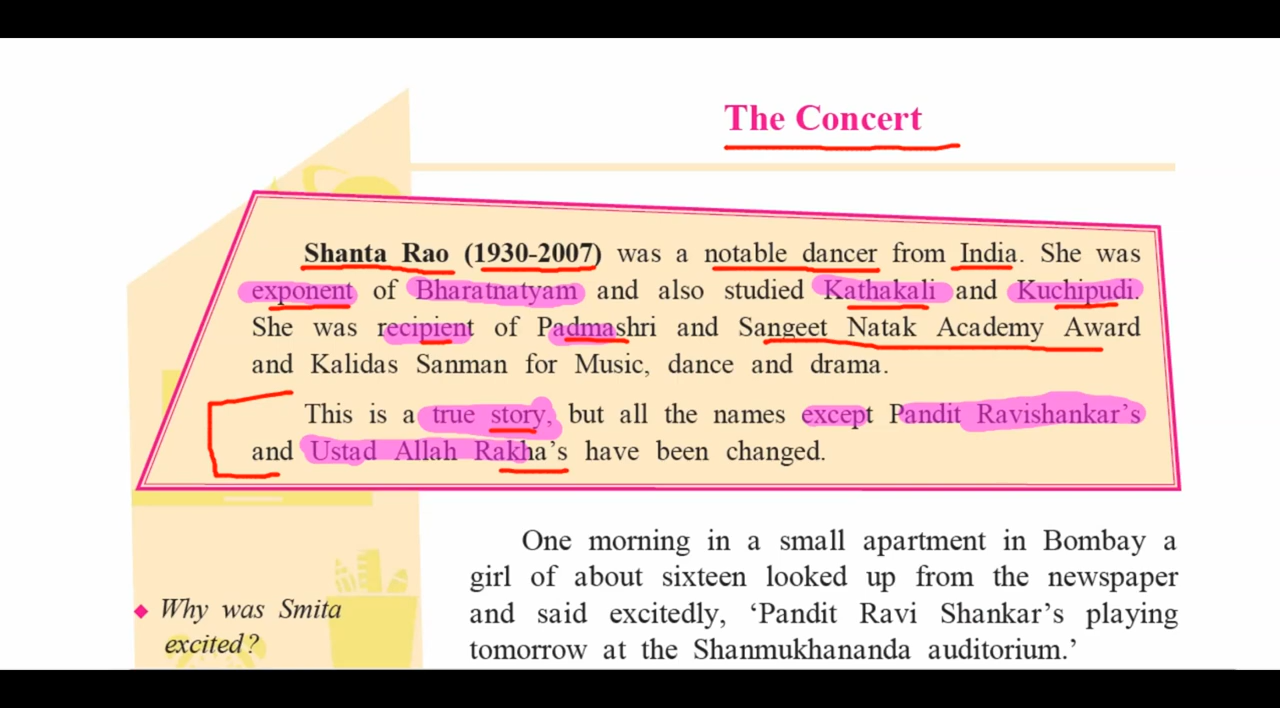 The Concert
Shanta Rao (1930-2007) was a notable dancer from India. She was
exponent of Bharatnatyam and also studied Kathakali and Kuchipudi.
She was recipient of Padmashri and Sangeet Natak Academy Award
and Kalidas Sanman for Music, dance and drama.
This is a true story, but all the names except Pandit Ravishankar's
and Ustad Allah Rakha's have been changed.
One morning in a small apartment in Bombay a
girl of about sixteen looked up from the newspaper
and said excitedly, ‘Pandit Ravi Shankar’s playing
tomorrow at the Shanmukhananda auditorium.’
◆ Why was Smita
excited?